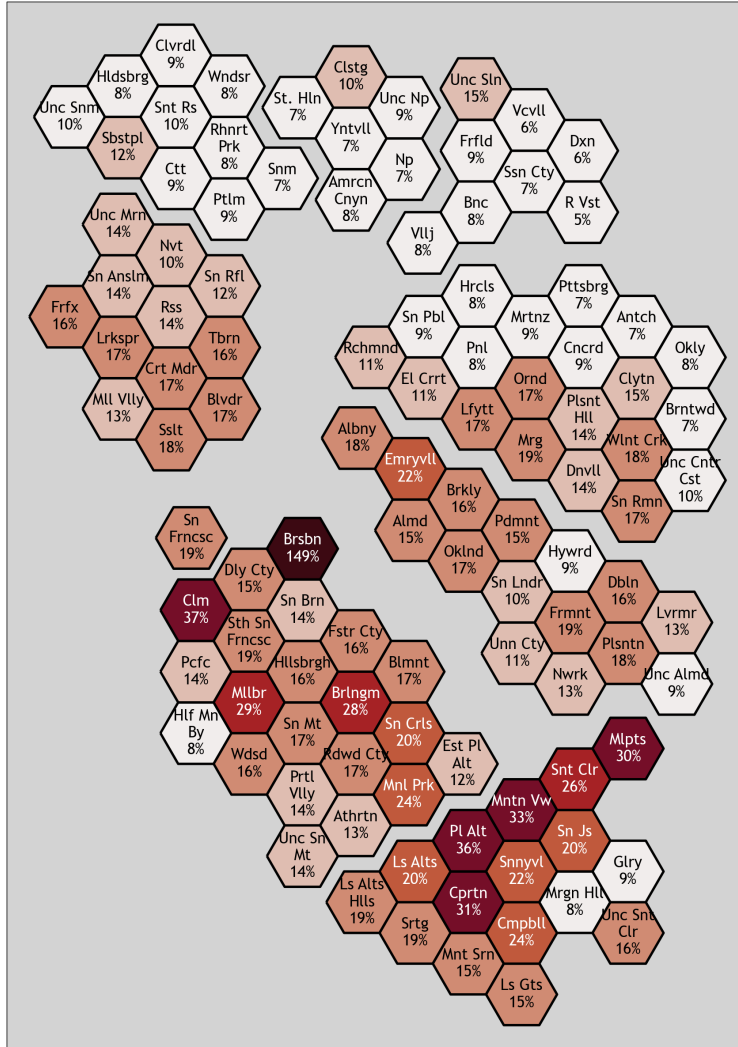 Clvrdl
9%
Hldsbrg
8%
Wndsr
8%
Unc Snm
10%
Snt Rs
10%
Sbstpl
12%
Rhnrt
Prk
8%
Ctt
9%
Snm
7%
Ptlm
9%
Clstg
10%
St. Hln
7%
Unc Np
9%
Yntvll
7%
Np
7%
Amrcn
Cnyn
8%
Unc Sln
15%
Vcvll
6%
Frfld
9%
Dxn
6%
Ssn Cty
7%
Bnc
8%
R Vst
5%
Vllj
8%
Unc Mrn
14%
Nvt
10%
Sn Anslm
14%
Sn Rfl
12%
Frfx
16%
Rss
14%
Lrkspr
17%
Tbrn
16%
Crt Mdr
17%
Mll Vlly
13%
Blvdr
17%
Sslt
18%
Hrcls
8%
Pttsbrg
7%
Sn Pbl
9%
Mrtnz
9%
Antch
7%
Rchmnd
11%
Pnl
8%
Cncrd
9%
Okly
8%
El Crrt
11%
Ornd
17%
Clytn
15%
Lfytt
17%
Plsnt
Hll
14%
Brntwd
7%
Mrg
19%
Wlnt Crk
18%
Dnvll
14%
Unc Cntr
Cst
10%
Sn Rmn
17%
Albny
18%
Emryvll
22%
Brkly
16%
Almd
15%
Pdmnt
15%
Oklnd
17%
Hywrd
9%
Sn Lndr
10%
Dbln
16%
Frmnt
19%
Lvrmr
13%
Unn Cty
11%
Plsntn
18%
Nwrk
13%
Unc Almd
9%
Sn
Frncsc
19%
Brsbn
149%
Dly Cty
15%
Clm
37%
Sn Brn
14%
Sth Sn
Frncsc
19%
Fstr Cty
16%
Pcfc
14%
Hllsbrgh
16%
Blmnt
17%
Mllbr
29%
Brlngm
28%
Hlf Mn
By
8%
Sn Mt
17%
Sn Crls
20%
Wdsd
16%
Rdwd Cty
17%
Est Pl
Alt
12%
Prtl
Vlly
14%
Mnl Prk
24%
Athrtn
13%
Unc Sn
Mt
14%
Mlpts
30%
Snt Clr
26%
Mntn Vw
33%
Pl Alt
36%
Sn Js
20%
Ls Alts
20%
Snnyvl
22%
Glry
9%
Ls Alts
Hlls
19%
Cprtn
31%
Mrgn Hll
8%
Srtg
19%
Cmpbll
24%
Unc Snt
Clr
16%
Mnt Srn
15%
Ls Gts
15%